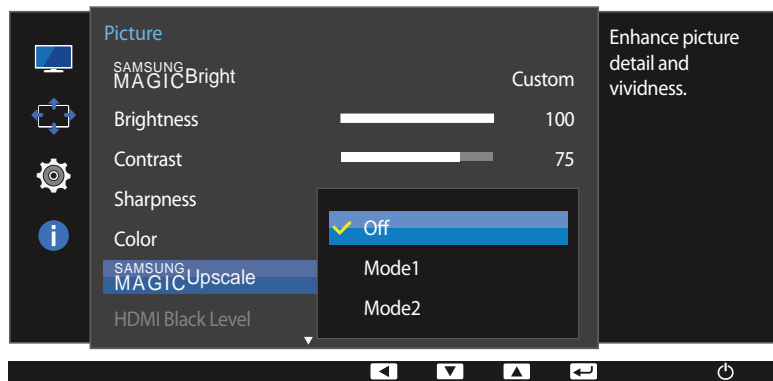 Picture
SAMSUNG
MAGICBright
Custom
Brightness
100
Contrast
75
Sharpness
Color
SAMSUNG
MAGICUpscale
HDMI Black Level
Off
Mode1
Mode2
Enhance picture
detail and
vividness.